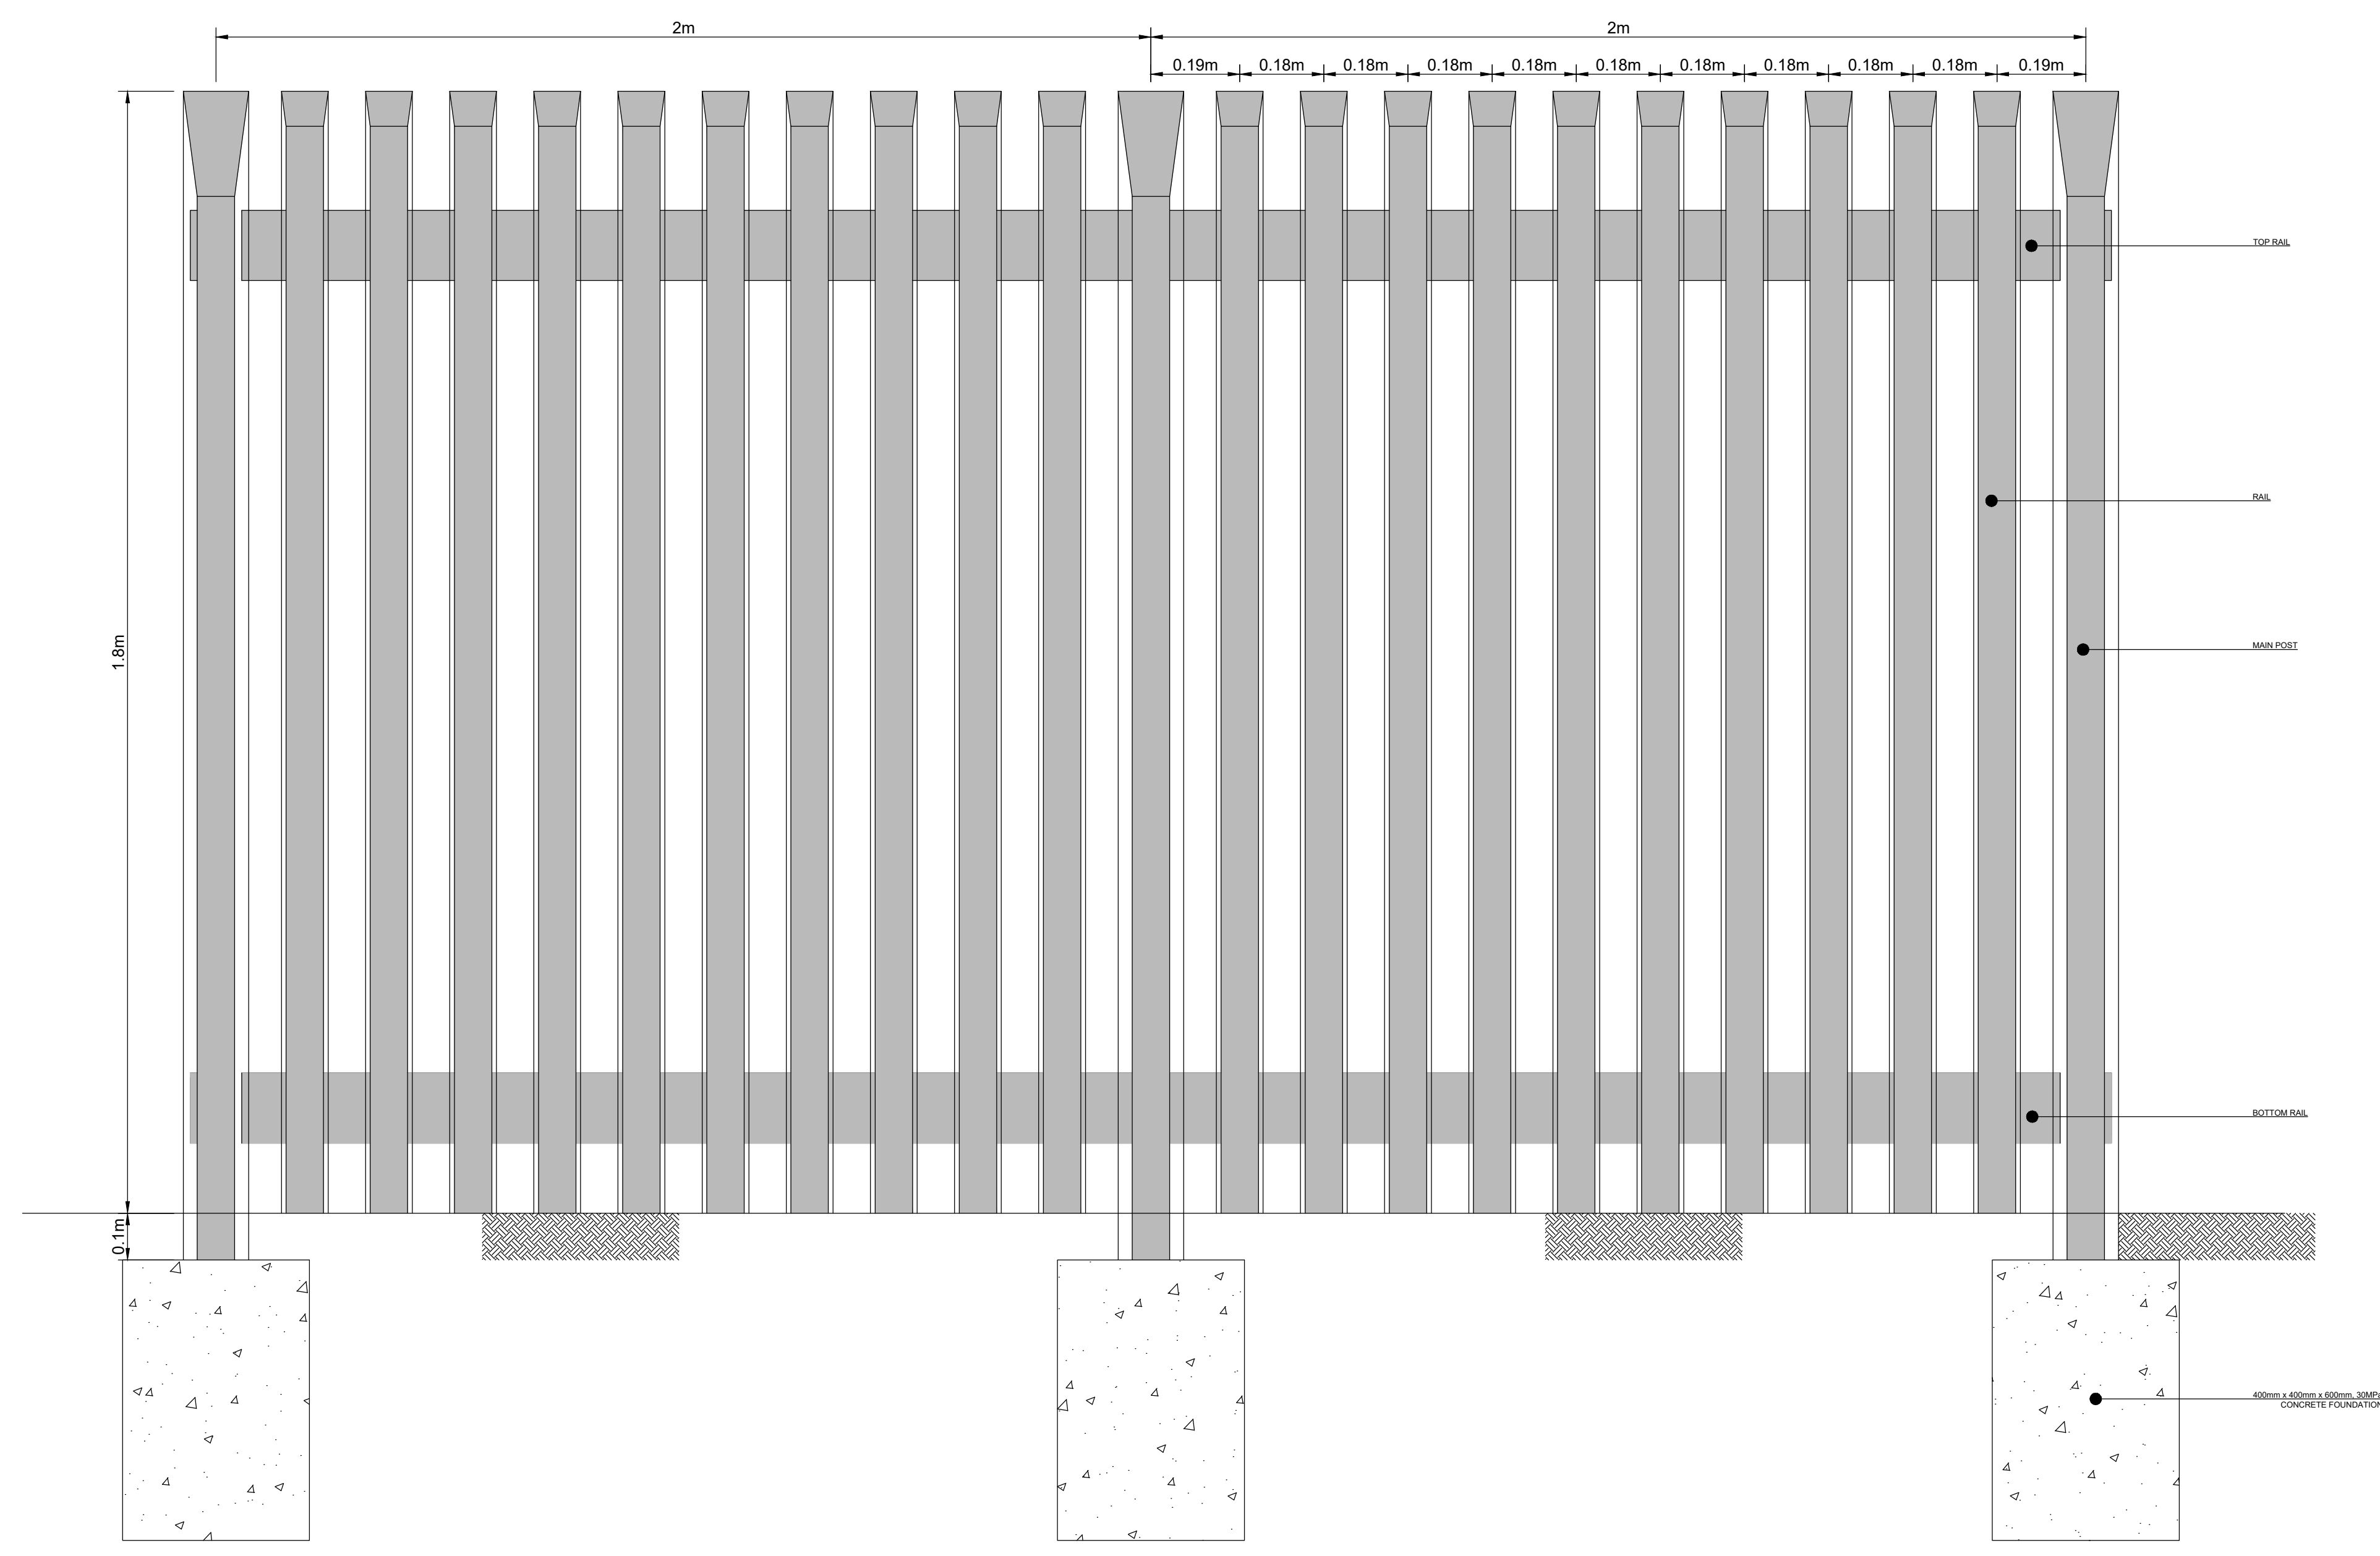 2m
2m
0.19m
0.18m
0.18m
0.18m
0.18m
0.18m
0.18m
0.18m
0.18m
0.18m
0.19m
TOP RAIL
RAIL
1.8m
MAIN POST
BOTTOM RAIL
0.1m
400mm x 400mm x 600mm, 30MPa
CONCRETE FOUNDATION